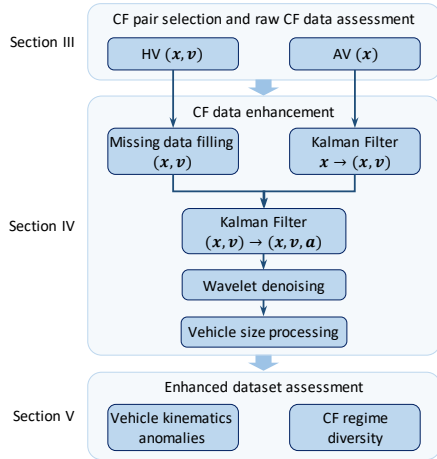 CF pair selection and raw CF data assessment
Section III
HV (x, v)
AV (x)
CF data enhancement
Missing data filling
(x, v)
Kalman Filter
x → (x, v)
Section IV
Kalman Filter
(x, v) → (x, v, a)
Wavelet denoising
Vehicle size processing
Enhanced dataset assessment
Section V
Vehicle kinematics
anomalies
CF regime
diversity